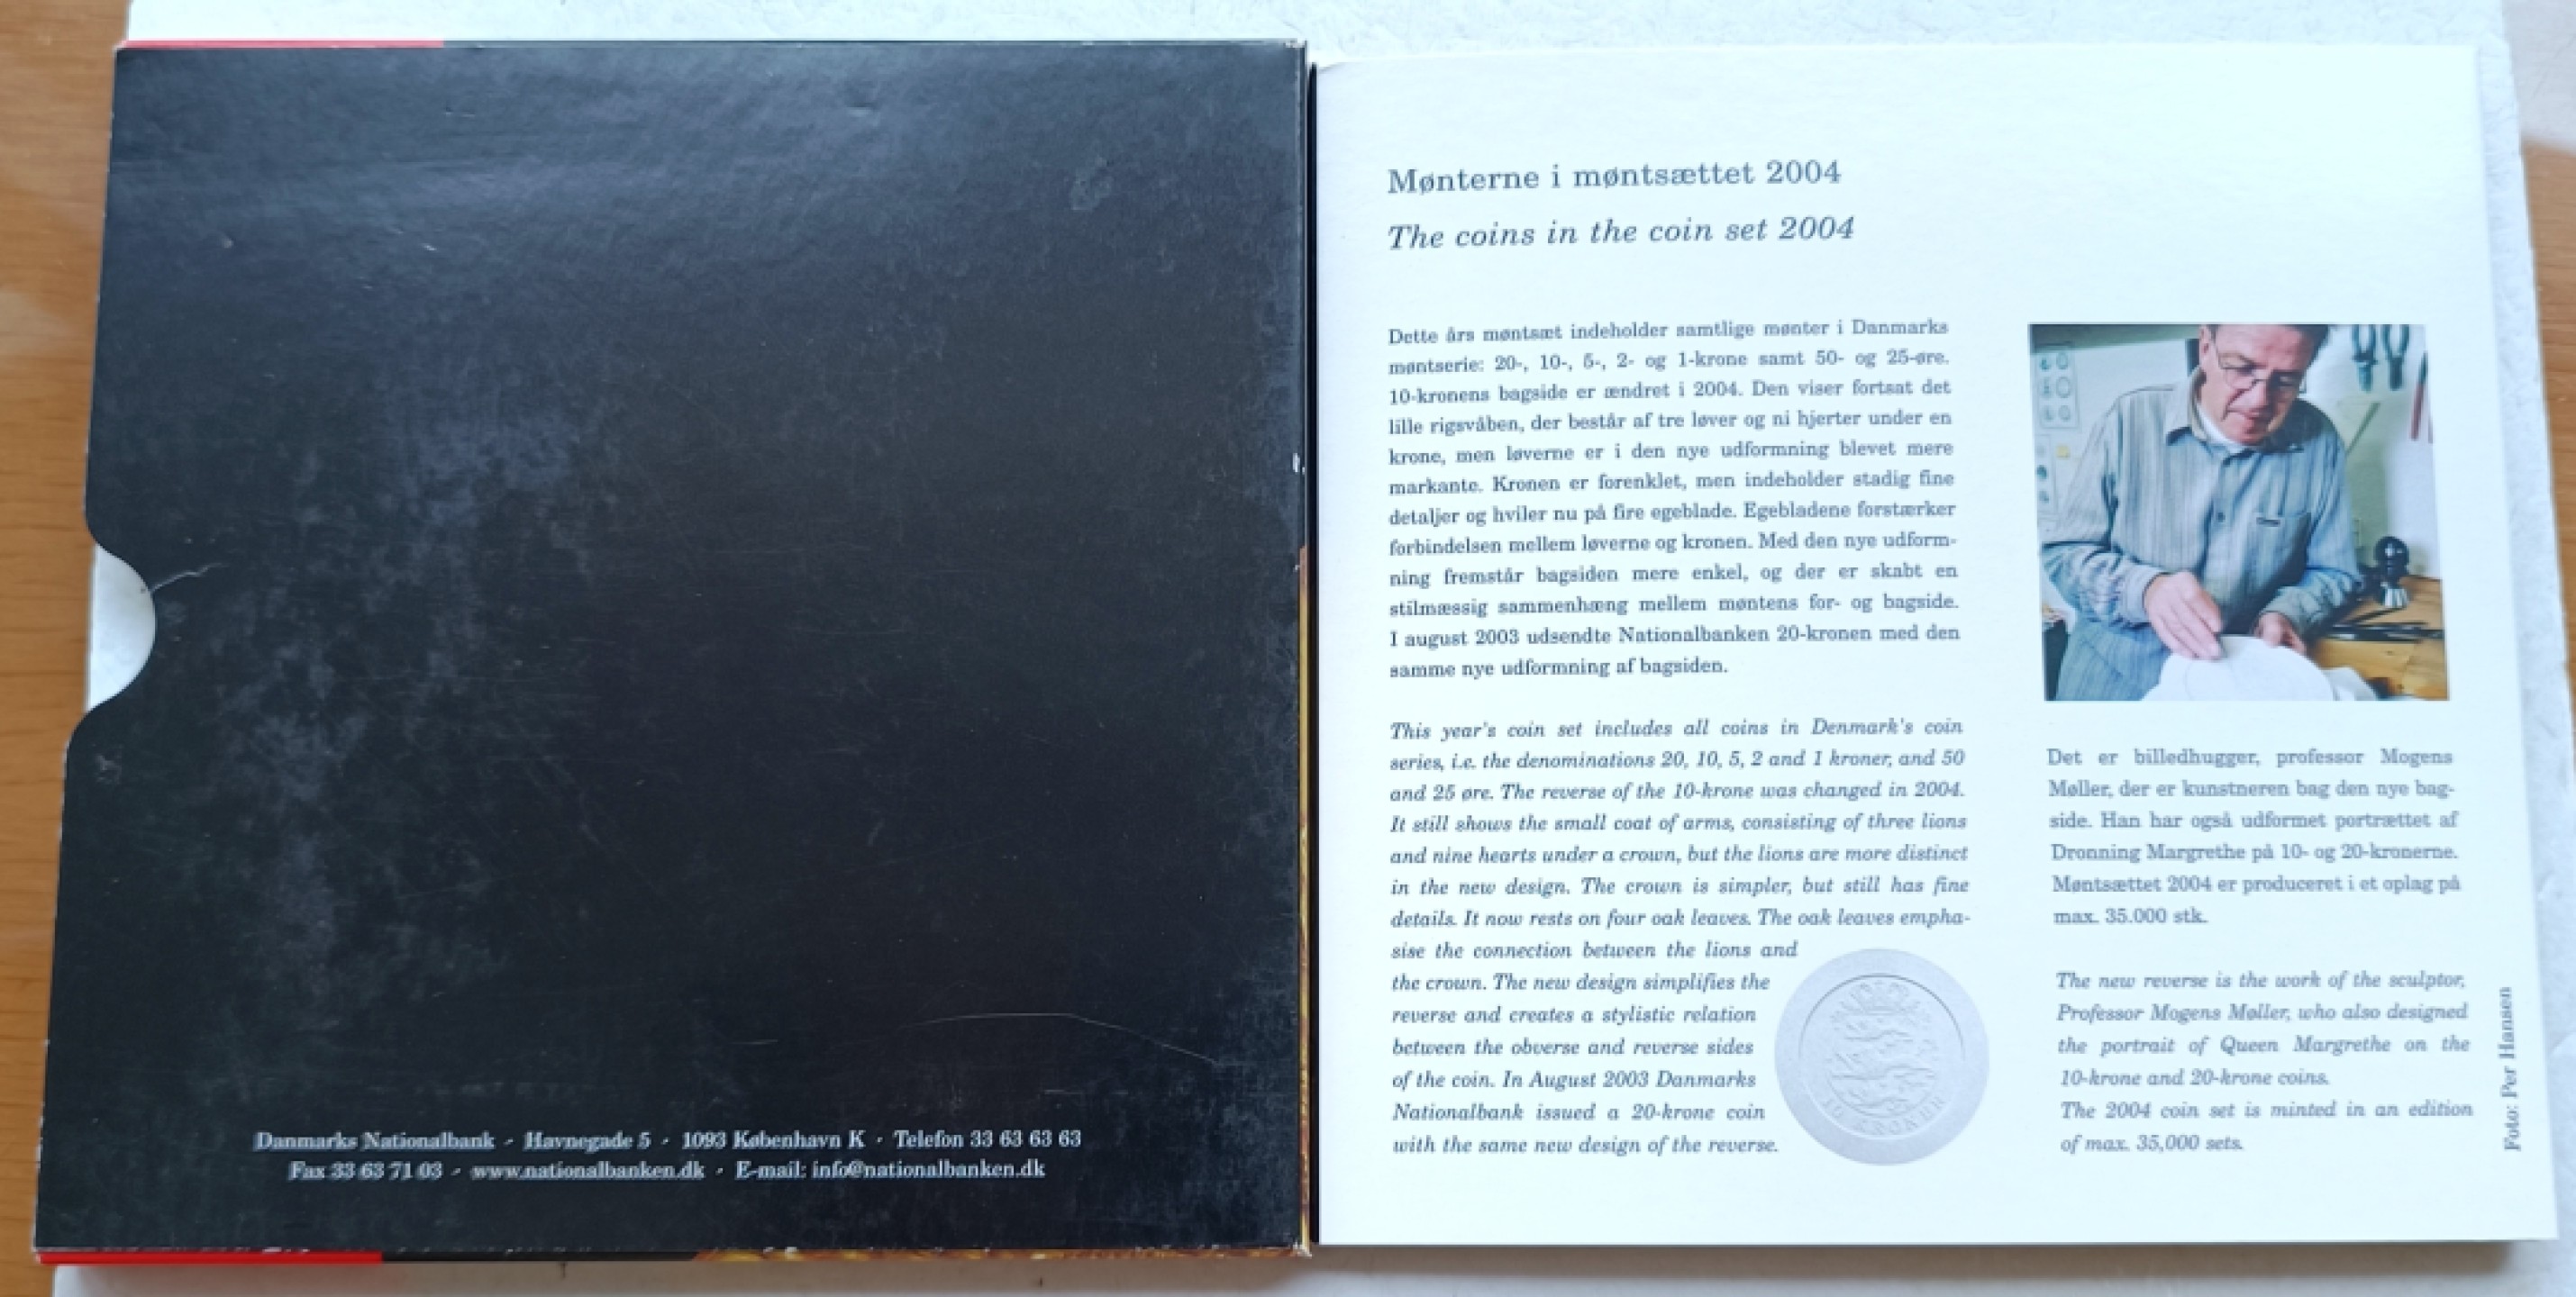 Danmarks Nationalbank · Havnegade 5 · 1093 København K · Telefon 33 63 63 63
Fax 33 63 71 03 · www.nationalbanken.dk · E-mail: info@nationalbanken.dk
Mønterne i møntsættet 2004
The coins in the coin set 2004
Dette års møntsæt indeholder samtlige mønter i Danmarks
møntserie: 20-, 10-, 5-, 2- og 1-krone samt 50- og 25-øre.
10-kronens bagside er ændret i 2004. Den viser fortsat det
lille rigsvåben, der består af tre løver og ni hjerter under en
krone, men løverne er i den nye udformning blevet mere
markante. Kronen er forenklet, men indeholder stadig fine
detaljer og hviler nu på fire egeblade. Egebladene forstærker
forbindelsen mellem løverne og kronen. Med den nye udform-
ning fremstår bagsiden mere enkel, og der er skabt en
stilmæssig sammenhæng mellem møntens for- og bagside.
I august 2003 udsendte Nationalbanken 20-kronen med den
samme nye udformning af bagsiden.
This year's coin set includes all coins in Denmark's coin
series, i.e. the denominations 20, 10, 5, 2 and 1 kroner, and 50
and 25 øre. The reverse of the 10-krone was changed in 2004.
It still shows the small coat of arms, consisting of three lions
and nine hearts under a crown, but the lions are more distinct
in the new design. The crown is simpler, but still has fine
details. It now rests on four oak leaves. The oak leaves empha-
sise the connection between the lions and
the crown. The new design simplifies the
reverse and creates a stylistic relation
between the obverse and reverse sides
of the coin. In August 2003 Danmarks
Nationalbank issued a 20-krone coin
with the same new design of the reverse.
10 KRONER
Det er billedhugger, professor Mogens
Møller, der er kunstneren bag den nye bag-
side. Han har også udformet portrættet af
Dronning Margrethe på 10- og 20-kronerne.
Møntsættet 2004 er produceret i et oplag på
max. 35.000 stk.
The new reverse is the work of the sculptor,
Professor Mogens Møller, who also designed
the portrait of Queen Margrethe on the
10-krone and 20-krone coins.
The 2004 coin set is minted in an edition
of max. 35,000 sets.
Foto: Per Hansen